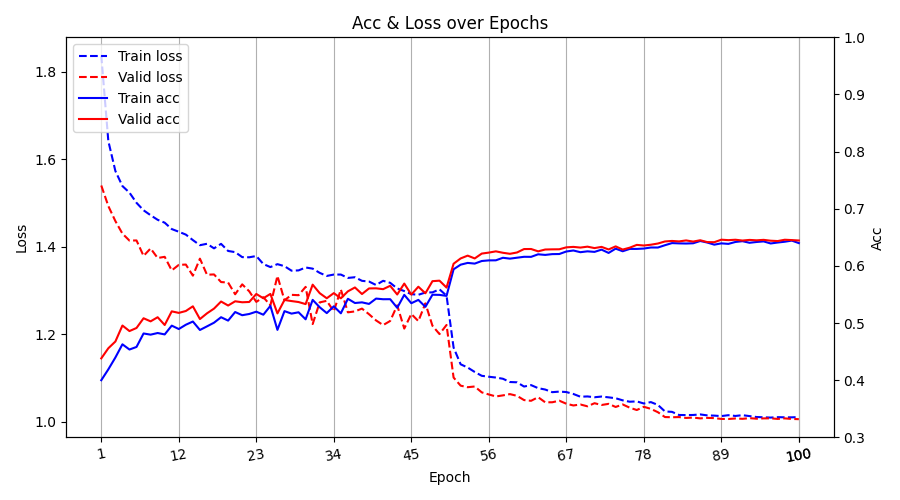 Acc & Loss over Epochs
Train loss
Valid loss
Train acc
Valid acc
Loss
1.8
1.6
1.4
1.2
1.0
Acc
1.0
0.9
0.8
0.7
0.6
0.5
0.4
0.3
1 12 23 34 45 56 67 78 89 100
Epoch